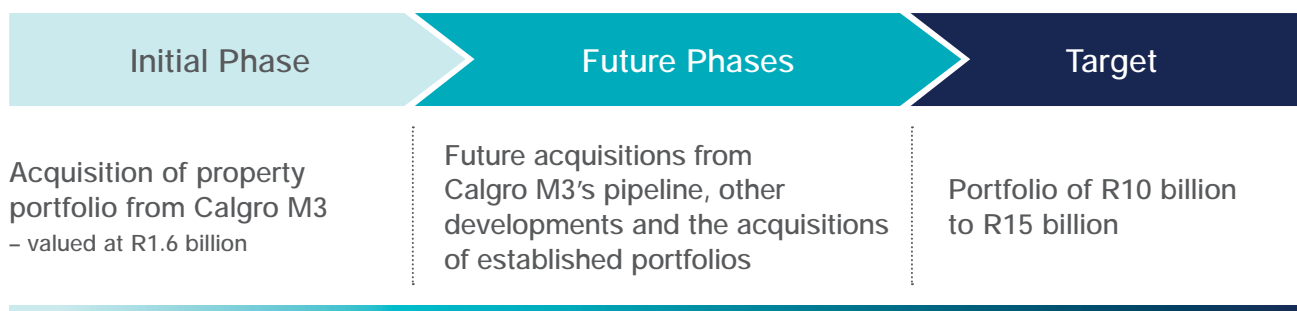 Initial Phase
Future Phases
Target
Acquisition of property
portfolio from Calgro M3
– valued at R1.6 billion
Future acquisitions from
Calgro M3’s pipeline, other
developments and the acquisitions
of established portfolios
Portfolio of R10 billion
to R15 billion